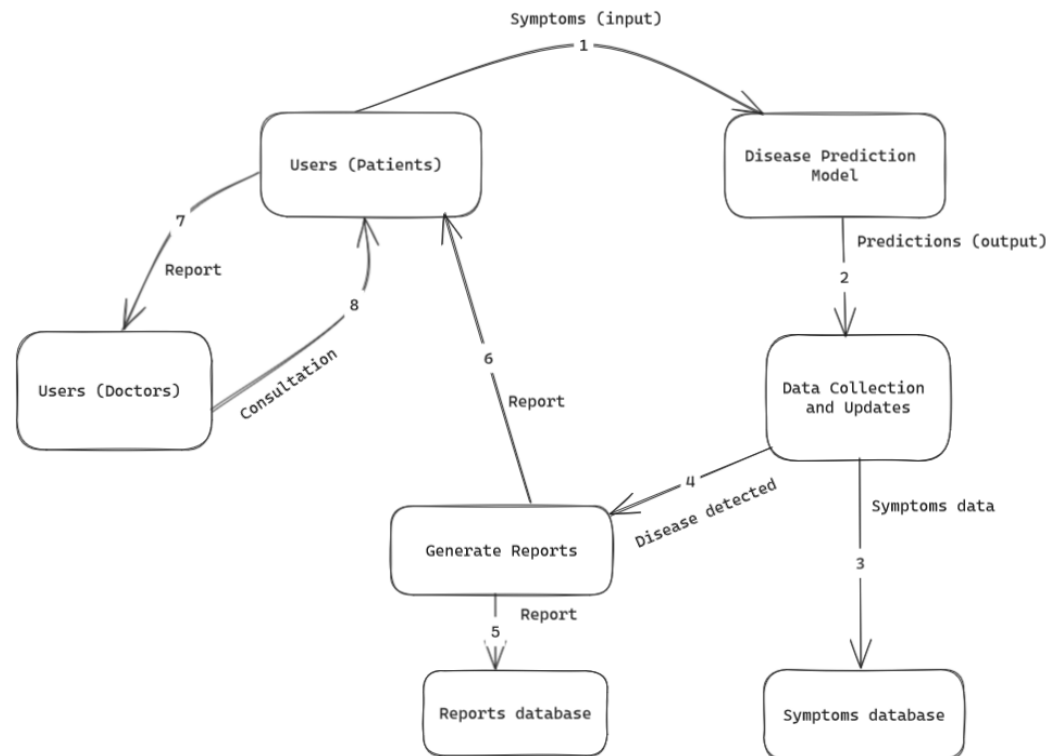 Symptoms (input)
1
Users (Patients)
Disease Prediction
Model
7
Predictions (output)
Report
2
8
Users (Doctors)
Consultation
6
Data Collection
and Updates
Report
4
Disease detected
Symptoms data
Generate Reports
3
Report
5
Reports database
Symptoms database